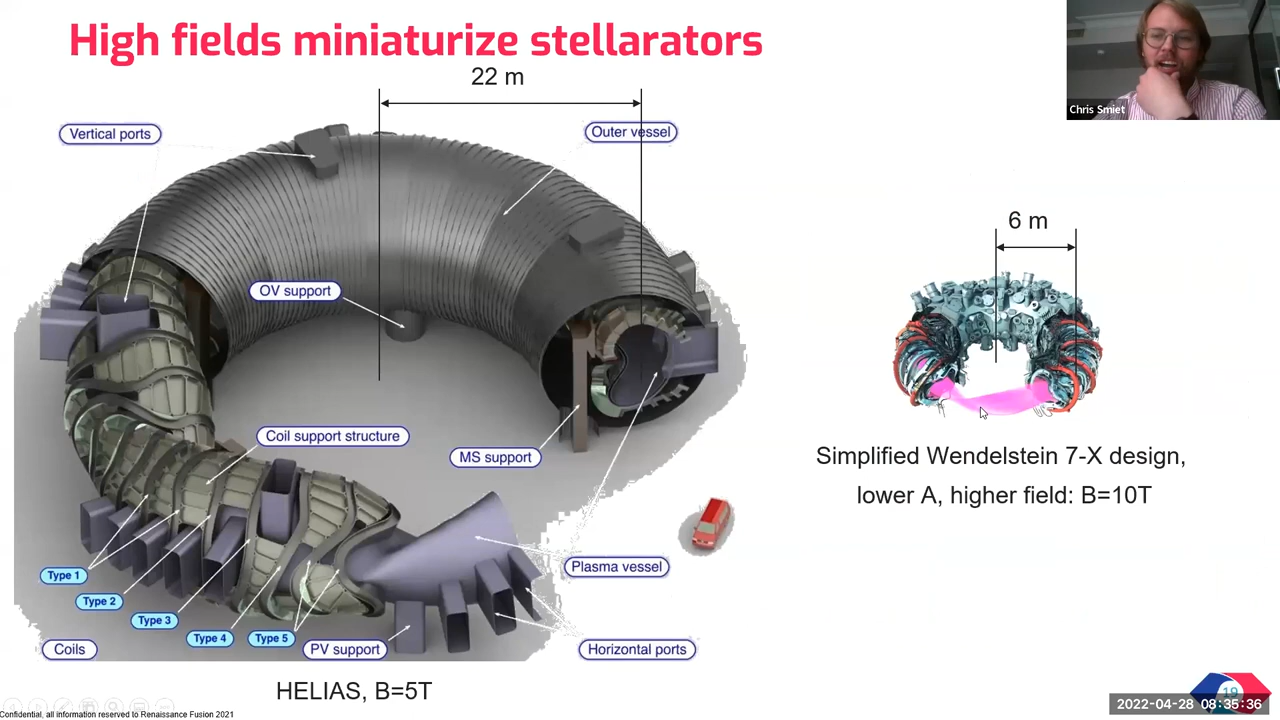 High fields miniaturize stellarators
Chris Smiet
22 m
Vertical ports
Outer vessel
6 m
OV support
Coil support structure
MS support
Simplified Wendelstein 7-X design,
lower A, higher field: B=10T
Plasma vessel
Type 1
Type 2
Type 3
Type 4
Type 5
Coils
PV support
Horizontal ports
HELIAS, B=5T
19
Confidential, all information reserved to Renaissance Fusion 2021
2022-04-28 08:35:36